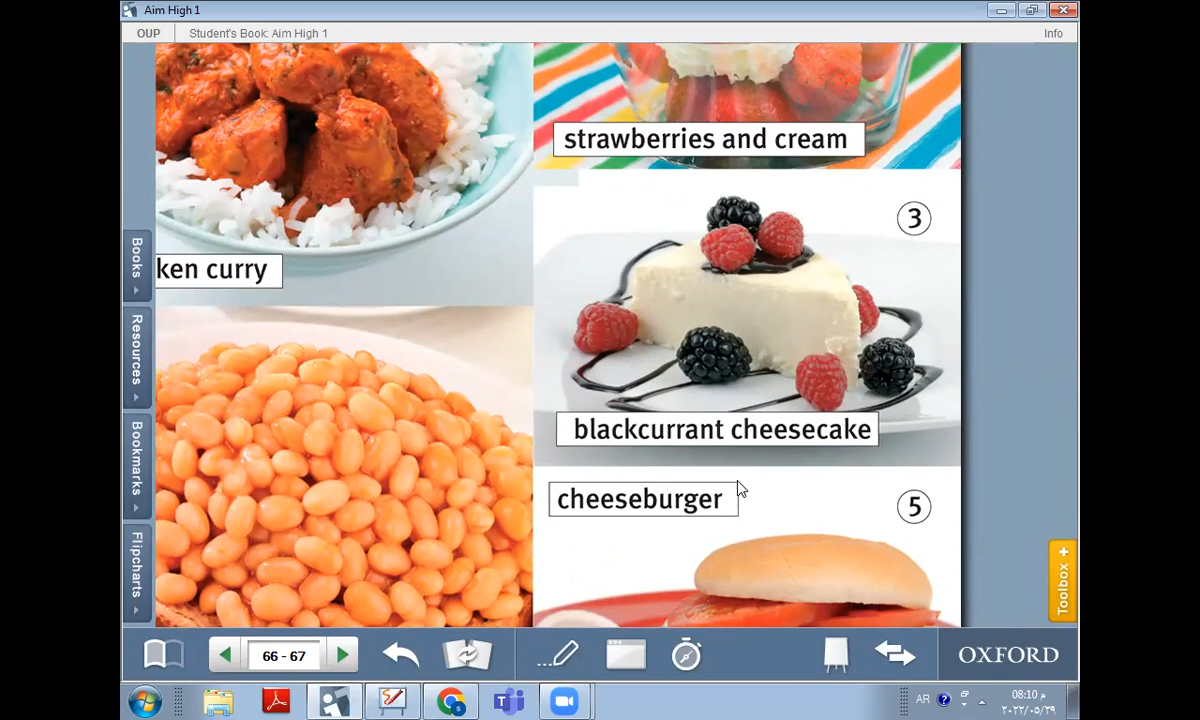 Aim High 1
OUP
Student's Book: Aim High 1
Info
strawberries and cream
3
Books
ken curry
blackcurrant cheesecake
Resources
Bookmarks
cheeseburger
5
Flipcharts
Toolbox +
66 - 67
OXFORD
AR
08:10 م
٢٠٢٢/٠٥/٢٩